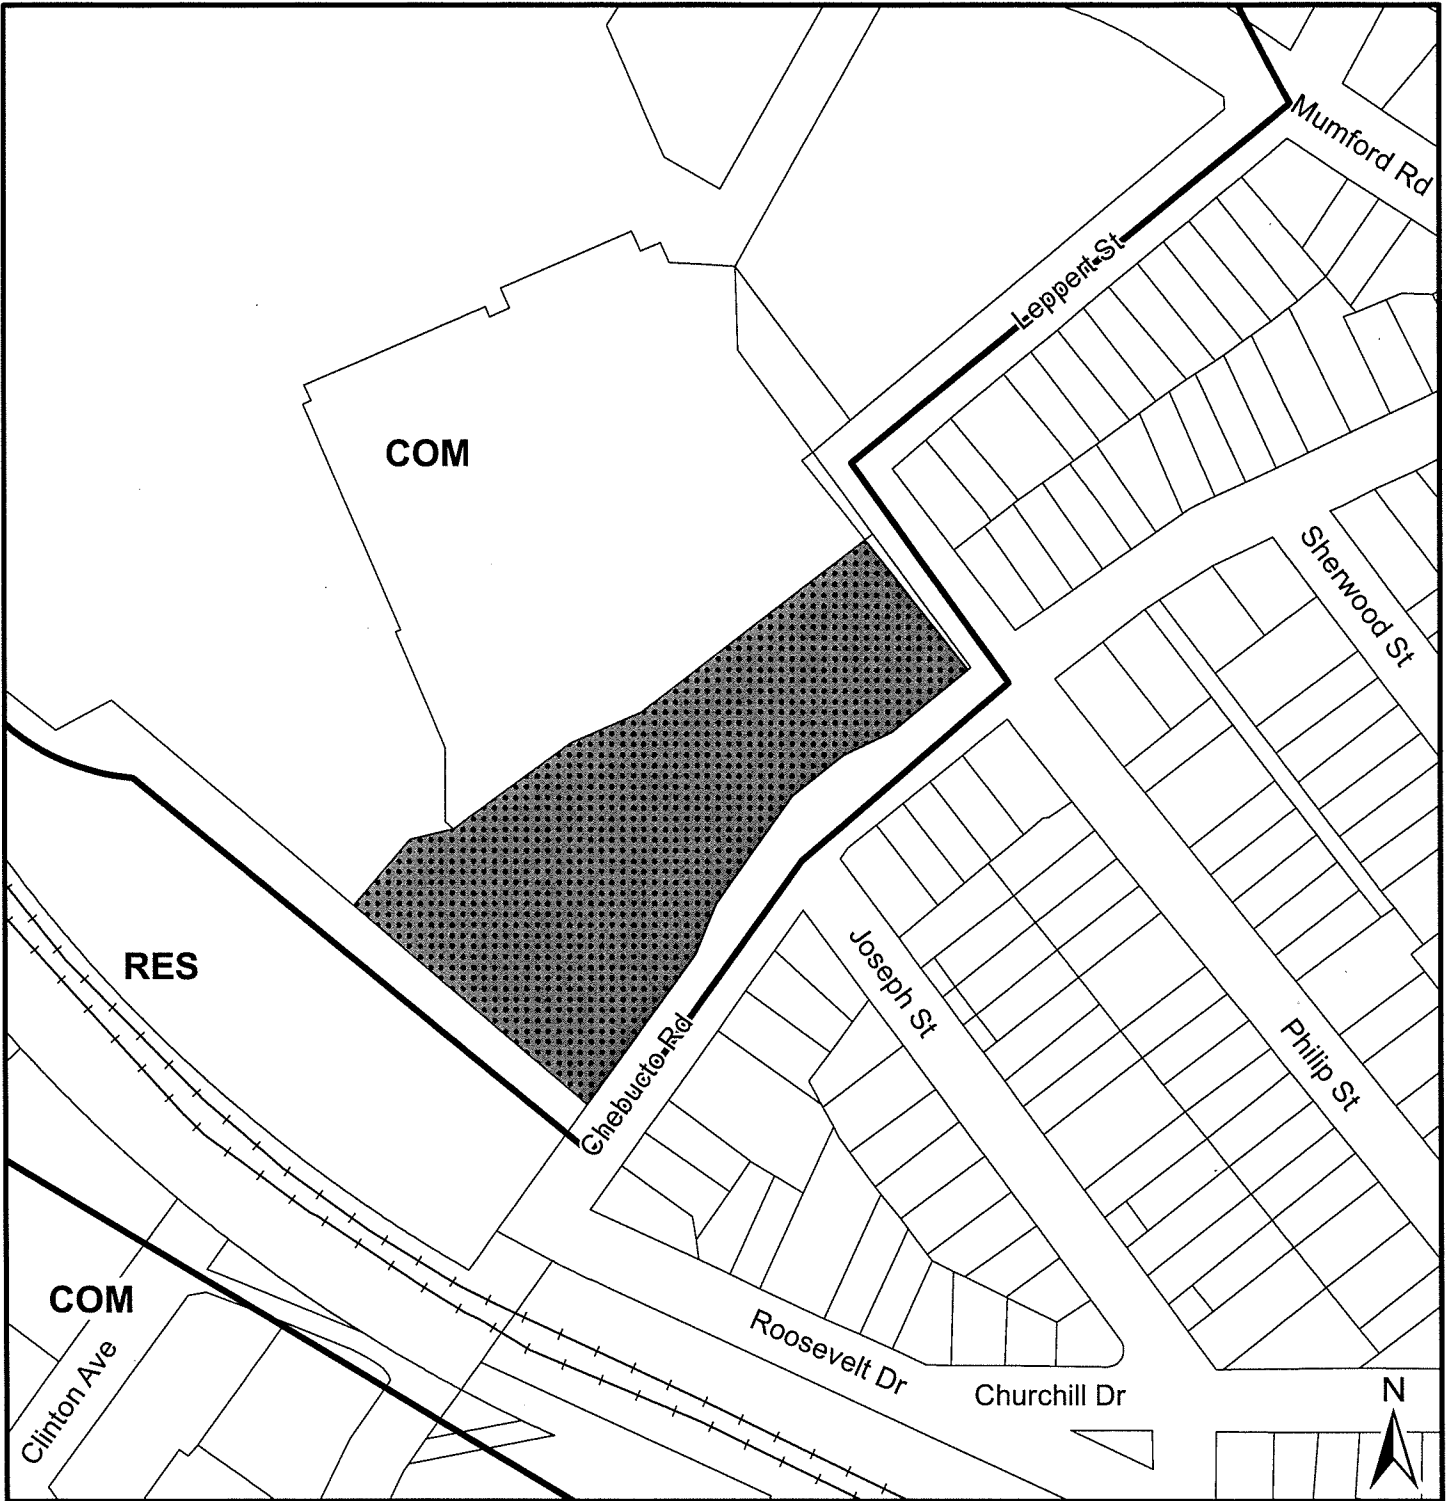 Mumford Rd
Leppert St
COM
Sherwood St
RES
Joseph St
Chebucto Rd
Philip St
COM
Roosevelt Dr
Clinton Ave
Churchill Dr
N